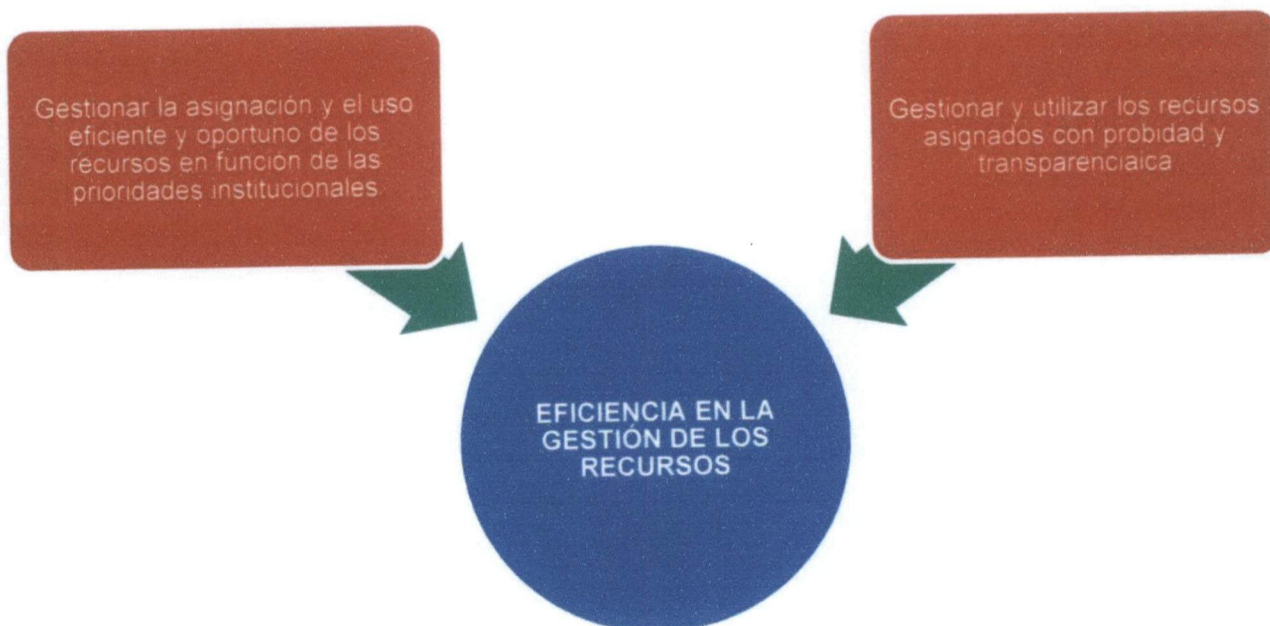 Gestionar la asignación y el uso
eficiente y oportuno de los
recursos en función de las
prioridades institucionales
Gestionar y utilizar los recursos
asignados con probidad y
transparenciaica
EFICIENCIA EN LA
GESTIÓN DE LOS
RECURSOS